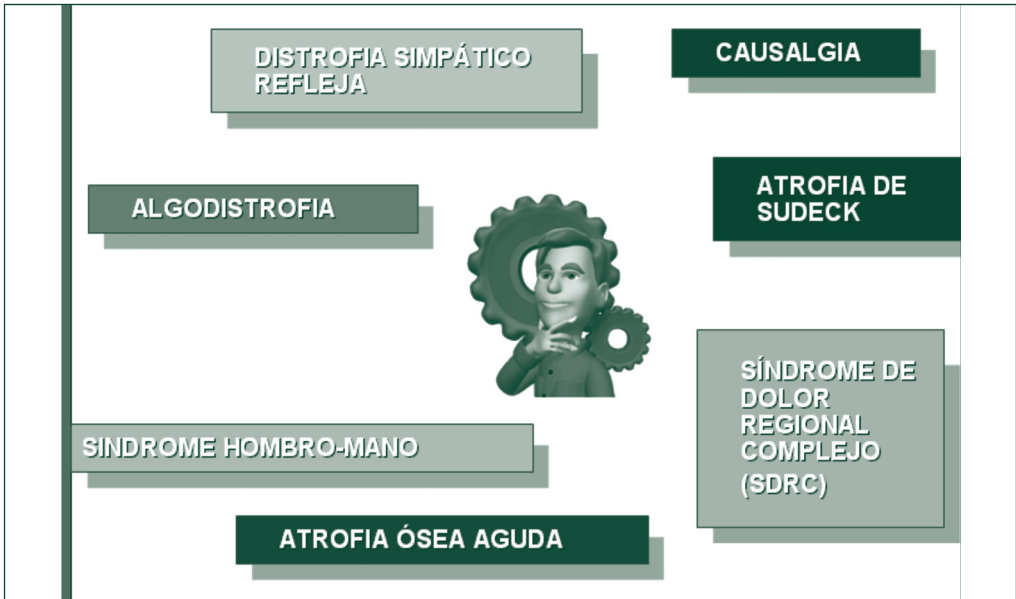 DISTROFIA SIMPÁTICO
REFLEJA
CAUSALGIA
ALGODISTROFIA
ATROFIA DE
SUDECK
SÍNDROME DE
DOLOR
REGIONAL
COMPLEJO
(SDRC)
SINDROME HOMBRO-MANO
ATROFIA ÓSEA AGUDA